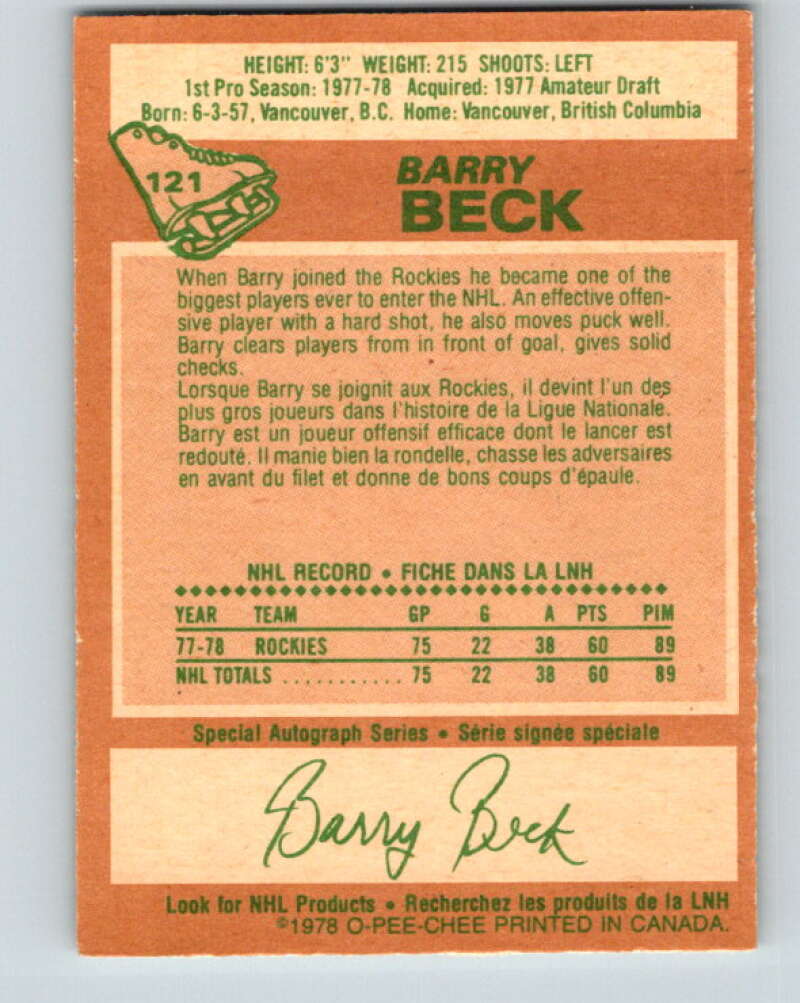 HEIGHT: 6'3" WEIGHT: 215 SHOOTS: LEFT
1st Pro Season: 1977-78 Acquired: 1977 Amateur Draft
Born: 6-3-57, Vancouver, B.C. Home: Vancouver, British Columbia
121
BARRY
BECK
When Barry joined the Rockies he became one of the
biggest players ever to enter the NHL. An effective offen-
sive player with a hard shot, he also moves puck well.
Barry clears players from in front of goal, gives solid
checks.
Lorsque Barry se joignit aux Rockies, il devint l'un des
plus gros joueurs dans l'histoire de la Ligue Nationale.
Barry est un joueur offensif efficace dont le lancer est
redouté. Il manie bien la rondelle, chasse les adversaires
en avant du filet et donne de bons coups d'épaule.
NHL RECORD • FICHE DANS LA LNH
YEAR TEAM GP G A PTS PIM
77-78 ROCKIES 75 22 38 60 89
NHL TOTALS ........... 75 22 38 60 89
Special Autograph Series • Série signée spéciale
Barry Beck
Look for NHL Products • Recherchez les produits de la LNH
©1978 O-PEE-CHEE PRINTED IN CANADA.